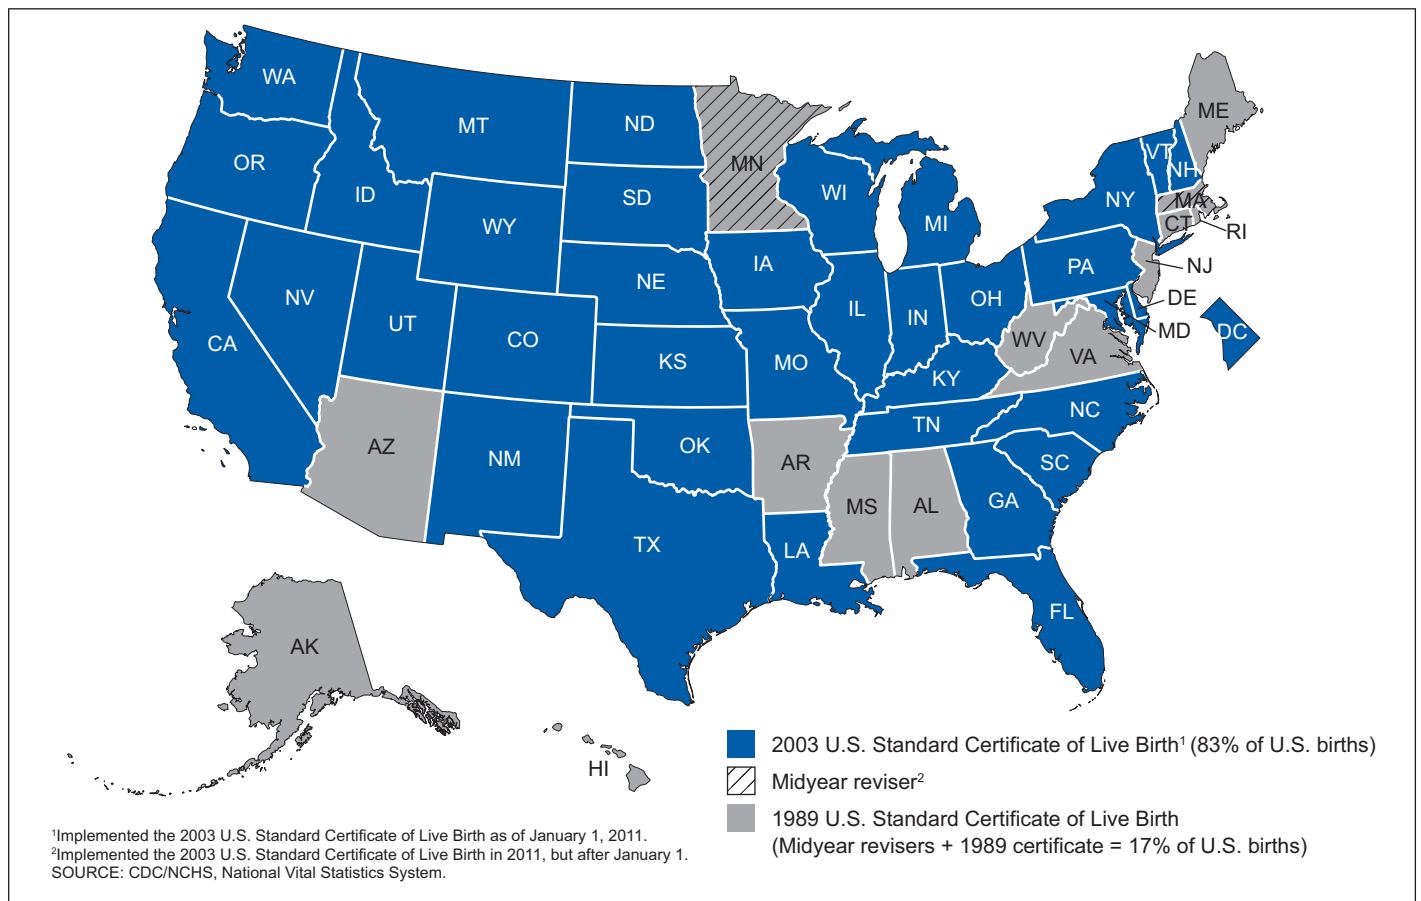 WA
MT
ND
MN
ME
OR
ID
SD
WI
VT
NH
WY
MI
NY
MA
CT
RI
IA
NE
PA
NJ
NV
UT
CO
IL
IN
OH
DE
MD
DC
CA
KS
MO
WV
VA
KY
AZ
NM
OK
AR
TN
NC
SC
MS
AL
GA
TX
LA
FL
AK
HI
2003 U.S. Standard Certificate of Live Birth¹ (83% of U.S. births)
Midyear reviser²
1989 U.S. Standard Certificate of Live Birth
(Midyear revisers + 1989 certificate = 17% of U.S. births)
¹Implemented the 2003 U.S. Standard Certificate of Live Birth as of January 1, 2011.
²Implemented the 2003 U.S. Standard Certificate of Live Birth in 2011, but after January 1.
SOURCE: CDC/NCHS, National Vital Statistics System.